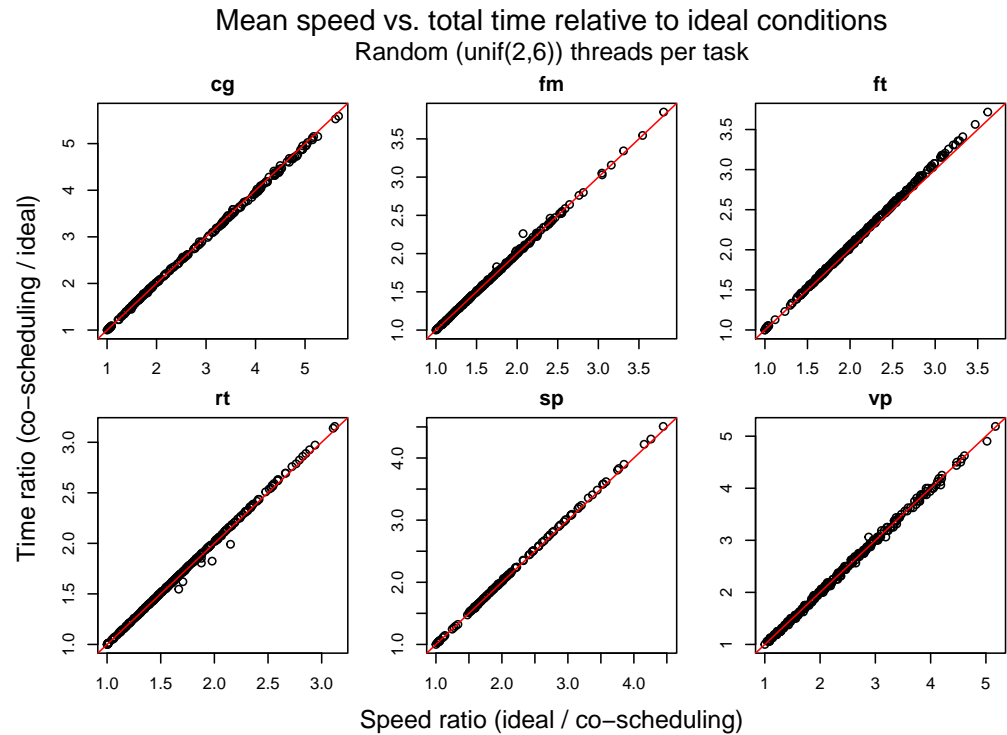 Mean speed vs. total time relative to ideal conditions
Random (unif(2,6)) threads per task
cg
fm
ft
1 2 3 4 5
1 2 3 4 5
1.0 1.5 2.0 2.5 3.0 3.5
1.0 1.5 2.0 2.5 3.0 3.5
1.0 1.5 2.0 2.5 3.0 3.5
1.0 1.5 2.0 2.5 3.0 3.5
rt
sp
vp
1.0 1.5 2.0 2.5 3.0
1.0 1.5 2.0 2.5 3.0
1.0 2.0 3.0 4.0
1.0 2.0 3.0 4.0
1 2 3 4 5
1 2 3 4 5
Time ratio (co−scheduling / ideal)
Speed ratio (ideal / co−scheduling)